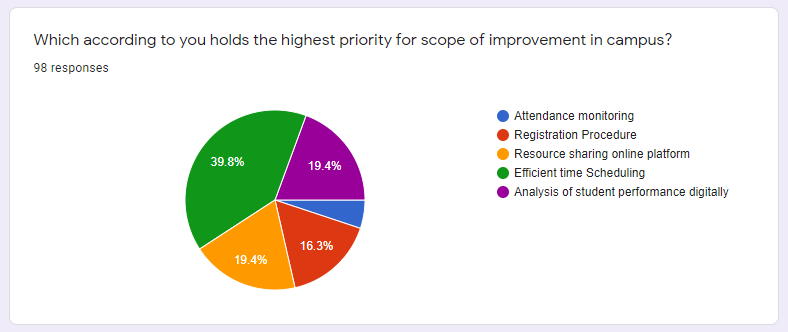 Which according to you holds the highest priority for scope of improvement in campus?
98 responses
39.8%
19.4%
19.4%
16.3%
Attendance monitoring
Registration Procedure
Resource sharing online platform
Efficient time Scheduling
Analysis of student performance digitally